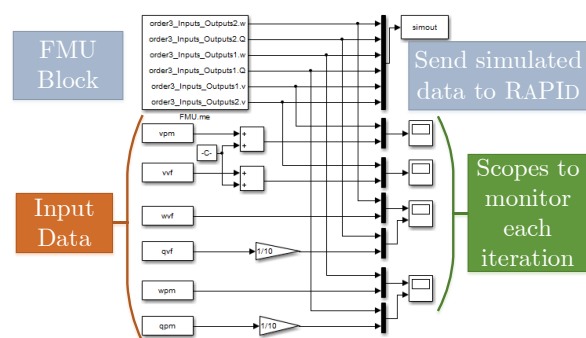 FMU
Block
order3_Inputs_Outputs2.w
order3_Inputs_Outputs2.Q
order3_Inputs_Outputs1.w
order3_Inputs_Outputs1.Q
order3_Inputs_Outputs1.v
order3_Inputs_Outputs2.v
FMU.me
simout
Send simulated
data to RAPID
Input
Data
vpm
-C-
vvf
wvf
qvf
1/10
wpm
qpm
1/10
+
+
+
+
Scopes to
monitor
each
iteration